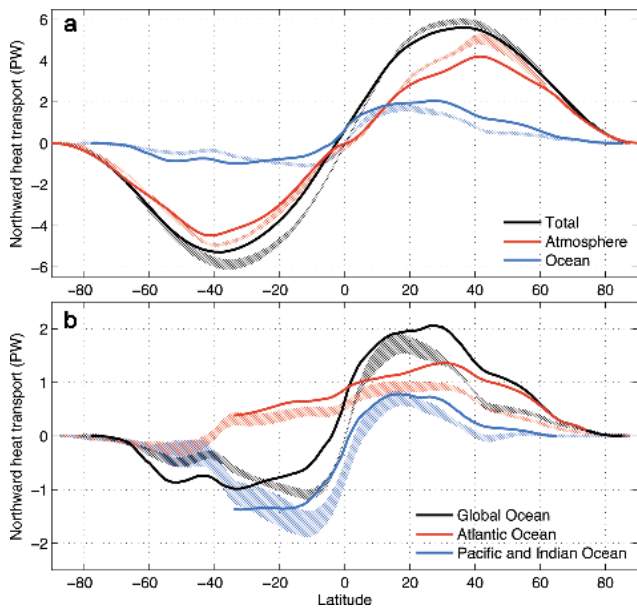 a
Northward heat transport (PW)
6
4
2
0
−2
−4
−6
Total
Atmosphere
Ocean
−80 −60 −40 −20 0 20 40 60 80
b
Northward heat transport (PW)
2
1
0
−1
−2
Global Ocean
Atlantic Ocean
Pacific and Indian Ocean
−80 −60 −40 −20 0 20 40 60 80
Latitude